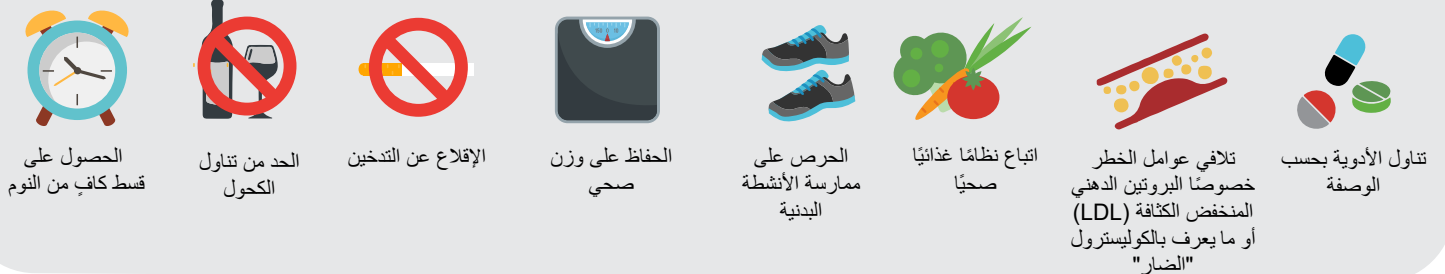 تناول الأدوية بحسب
الوصفة
تلافي عوامل الخطر
خصوصًا البروتين الدهني
المنخفض الكثافة (LDL)
أو ما يعرف بالكوليسترول
"الضار"
اتباع نظامًا غذائيًا
صحيًا
الحرص على
ممارسة الأنشطة
البدنية
الحفاظ على وزن
صحي
الإقلاع عن التدخين
الحد من تناول
الكحول
الحصول على
قسط كافٍ من النوم